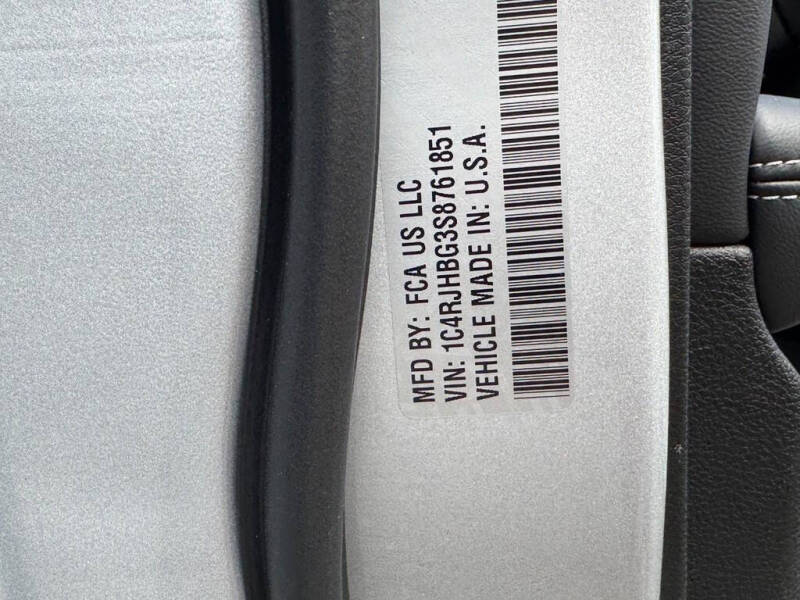 MFD BY: FCA US LLC
VIN: 1C4RJHBG3S8761851
VEHICLE MADE IN: U.S.A.